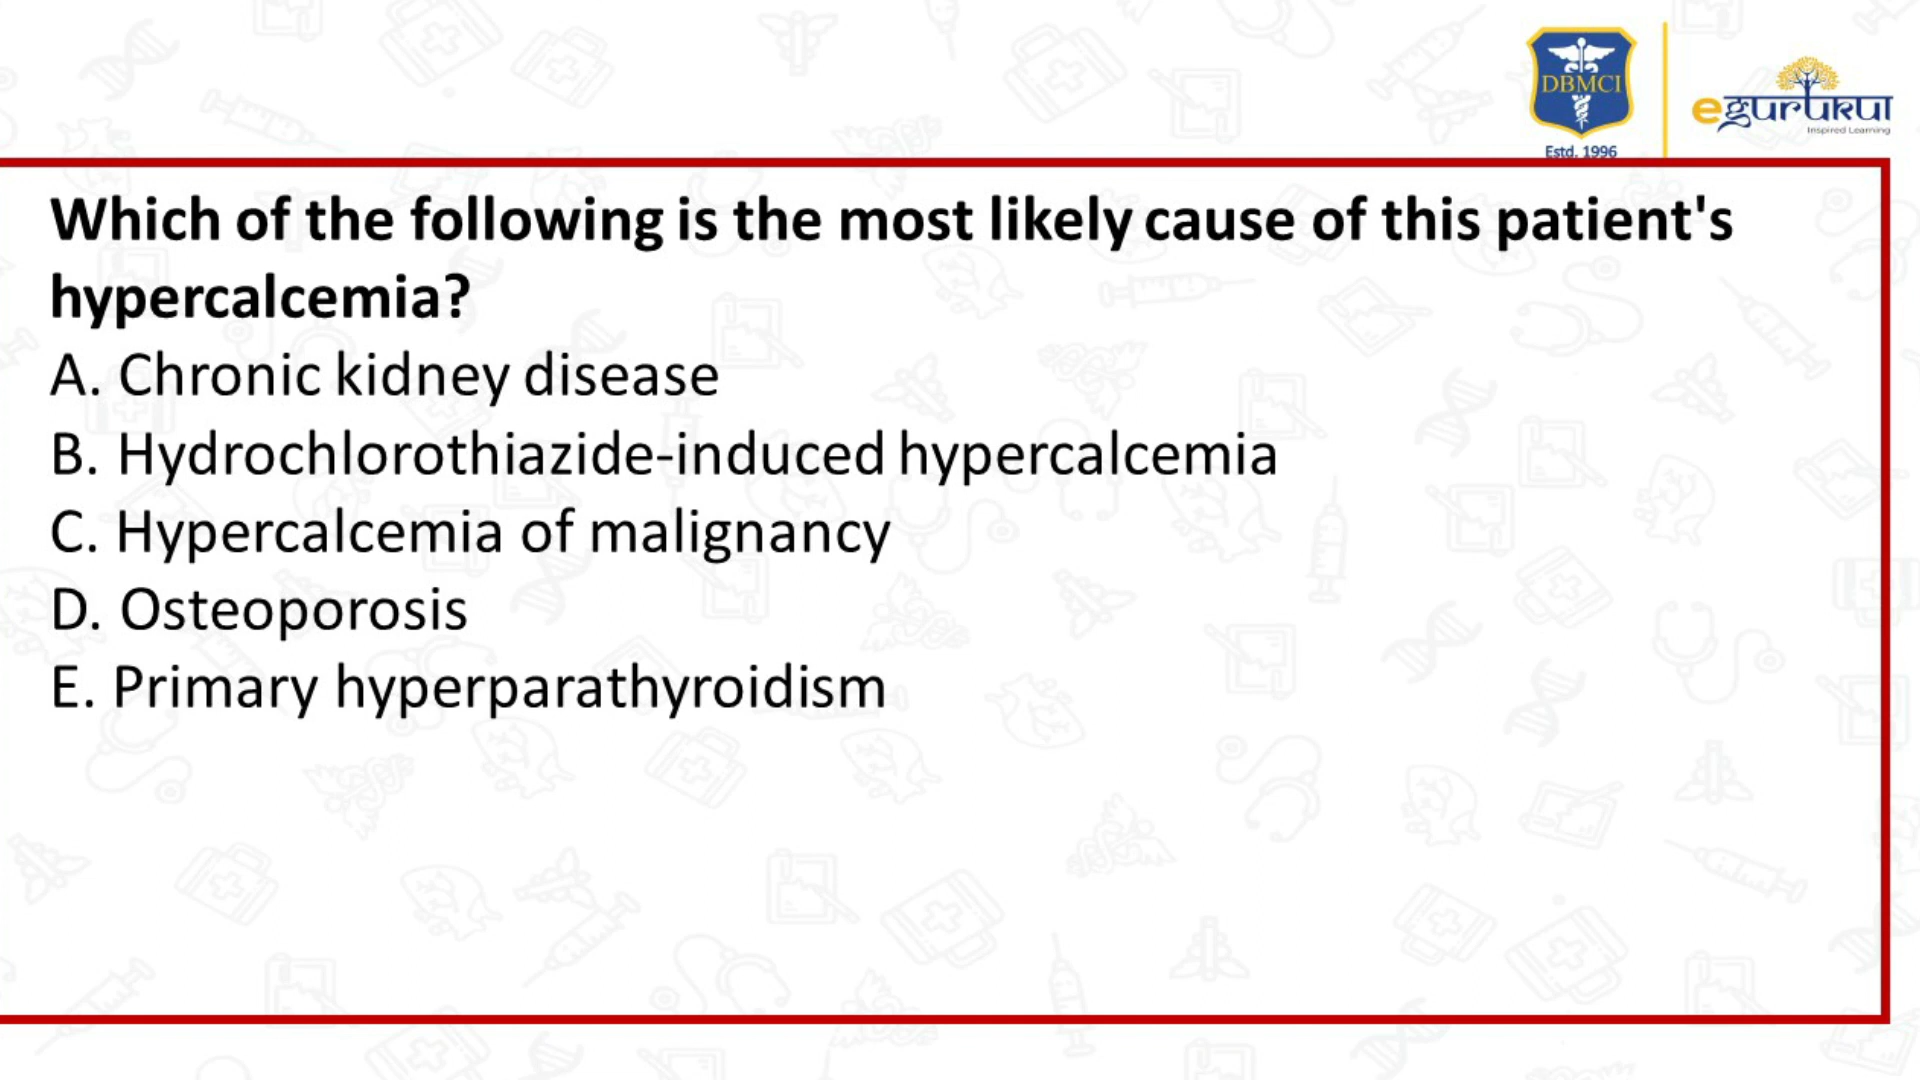 DBMCI
Estd. 1996
egurukul
Inspired Learning
Which of the following is the most likely cause of this patient's
hypercalcemia?
A. Chronic kidney disease
B. Hydrochlorothiazide-induced hypercalcemia
C. Hypercalcemia of malignancy
D. Osteoporosis
E. Primary hyperparathyroidism